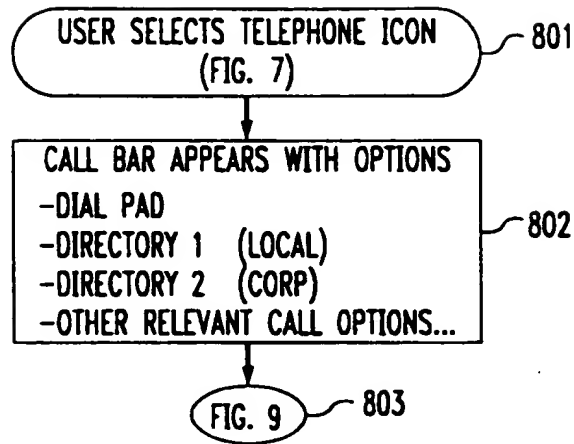 USER SELECTS TELEPHONE ICON
(FIG. 7)
801
CALL BAR APPEARS WITH OPTIONS
-DIAL PAD
-DIRECTORY 1 (LOCAL)
-DIRECTORY 2 (CORP)
-OTHER RELEVANT CALL OPTIONS...
802
FIG. 9
803